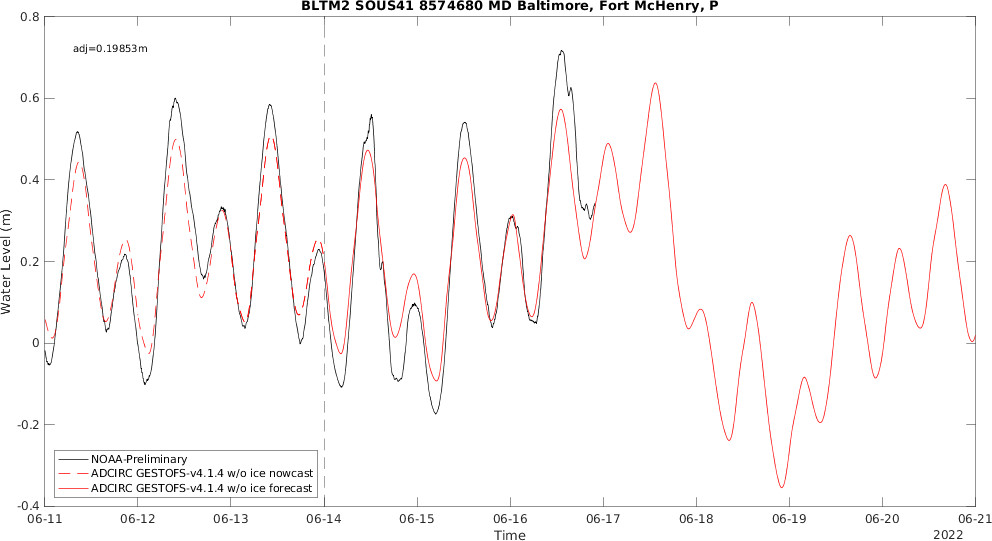 BLTM2 SOUS41 8574680 MD Baltimore, Fort McHenry, P
adj=0.19853m
Water Level (m)
0.8
0.6
0.4
0.2
0
-0.2
-0.4
NOAA-Preliminary
ADCIRC GESTOFS-v4.1.4 w/o ice nowcast
ADCIRC GESTOFS-v4.1.4 w/o ice forecast
06-11 06-12 06-13 06-14 06-15 06-16 06-17 06-18 06-19 06-20 06-21
Time
2022